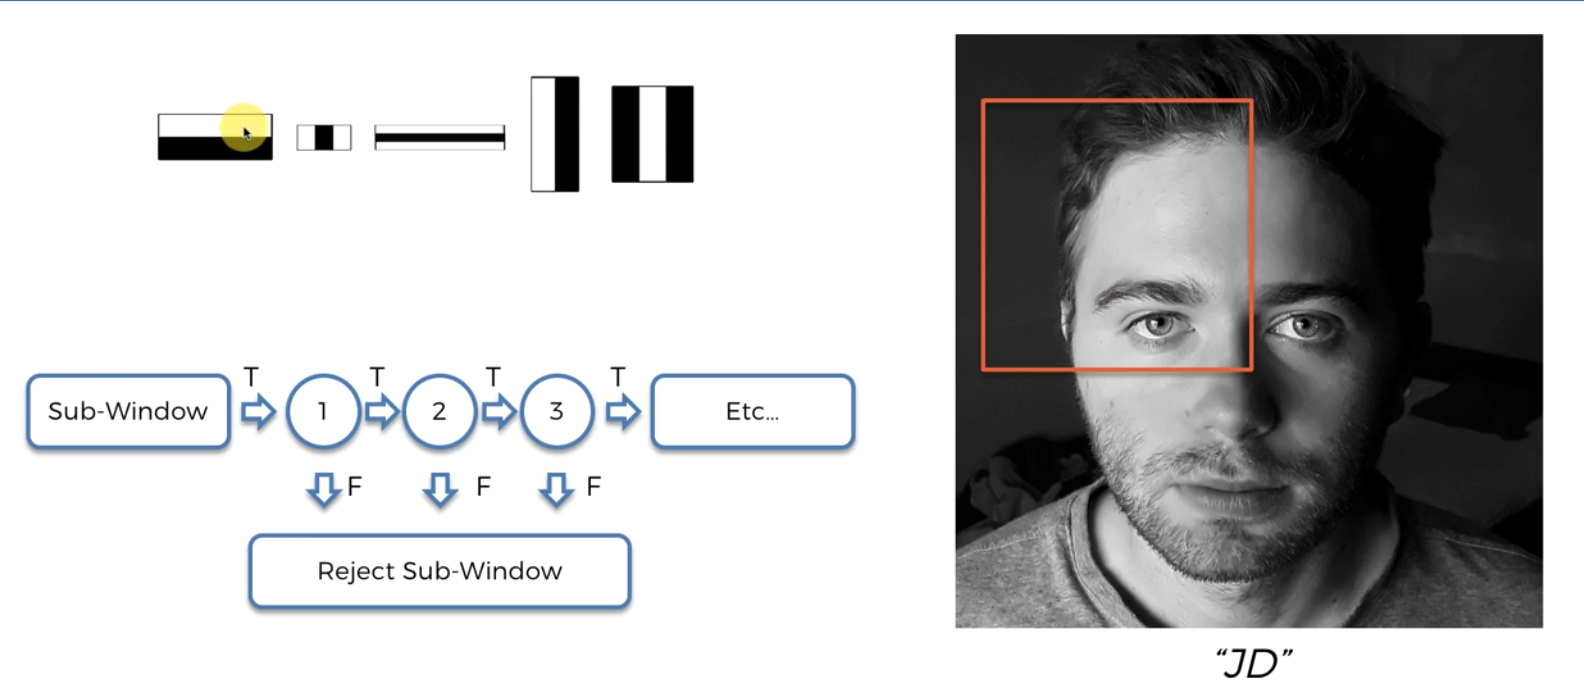 T T T T
Sub-Window 1 2 3 Etc...
F F F
Reject Sub-Window
“JD”